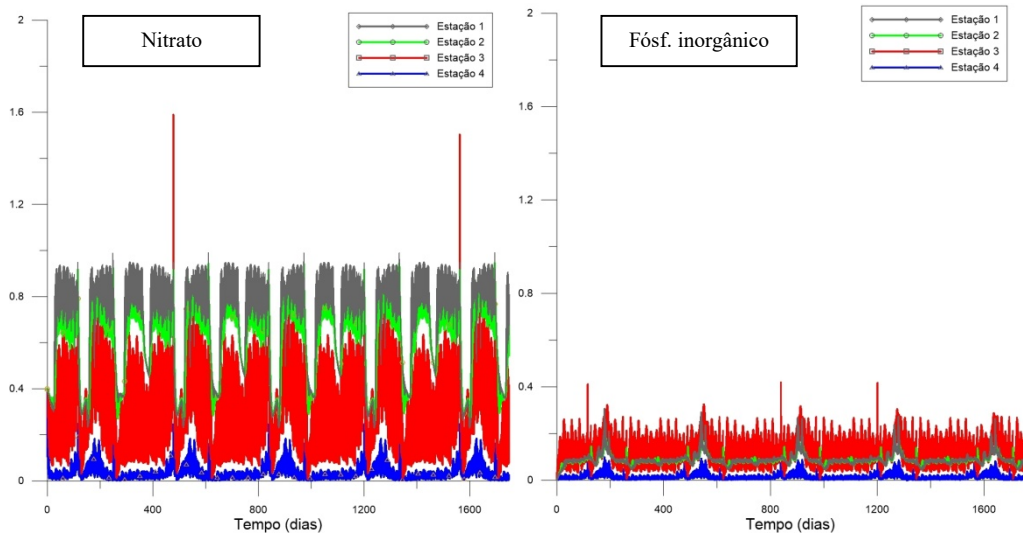 Nitrato
Estação 1
Estação 2
Estação 3
Estação 4
2
1.6
1.2
0.8
0.4
0
0
400
800
1200
1600
Tempo (dias)
Fósf. inorgânico
Estação 1
Estação 2
Estação 3
Estação 4
2
1.6
1.2
0.8
0.4
0
0
400
800
1200
1600
Tempo (dias)